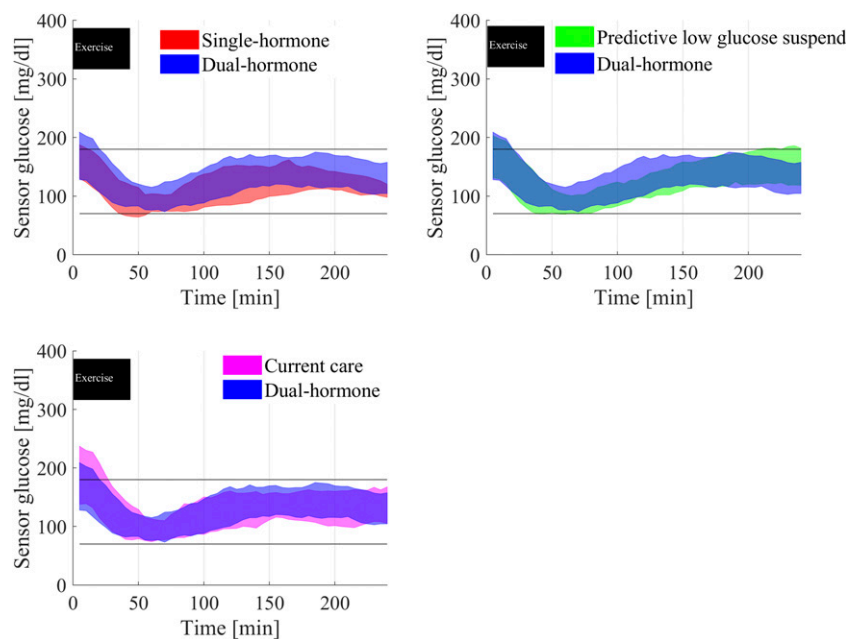 400
300
200
100
0
Sensor glucose [mg/dl]
Exercise
Single-hormone
Dual-hormone
0 50 100 150 200
Time [min]
400
300
200
100
0
Sensor glucose [mg/dl]
Exercise
Predictive low glucose suspend
Dual-hormone
0 50 100 150 200
Time [min]
400
300
200
100
0
Sensor glucose [mg/dl]
Exercise
Current care
Dual-hormone
0 50 100 150 200
Time [min]